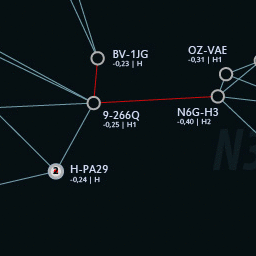 BV-1JG
-0,23 | H
OZ-VAE
-0,31 | H1
9-266Q
-0,25 | H1
N6G-H3
-0,40 | H2
H-PA29
-0,24 | H